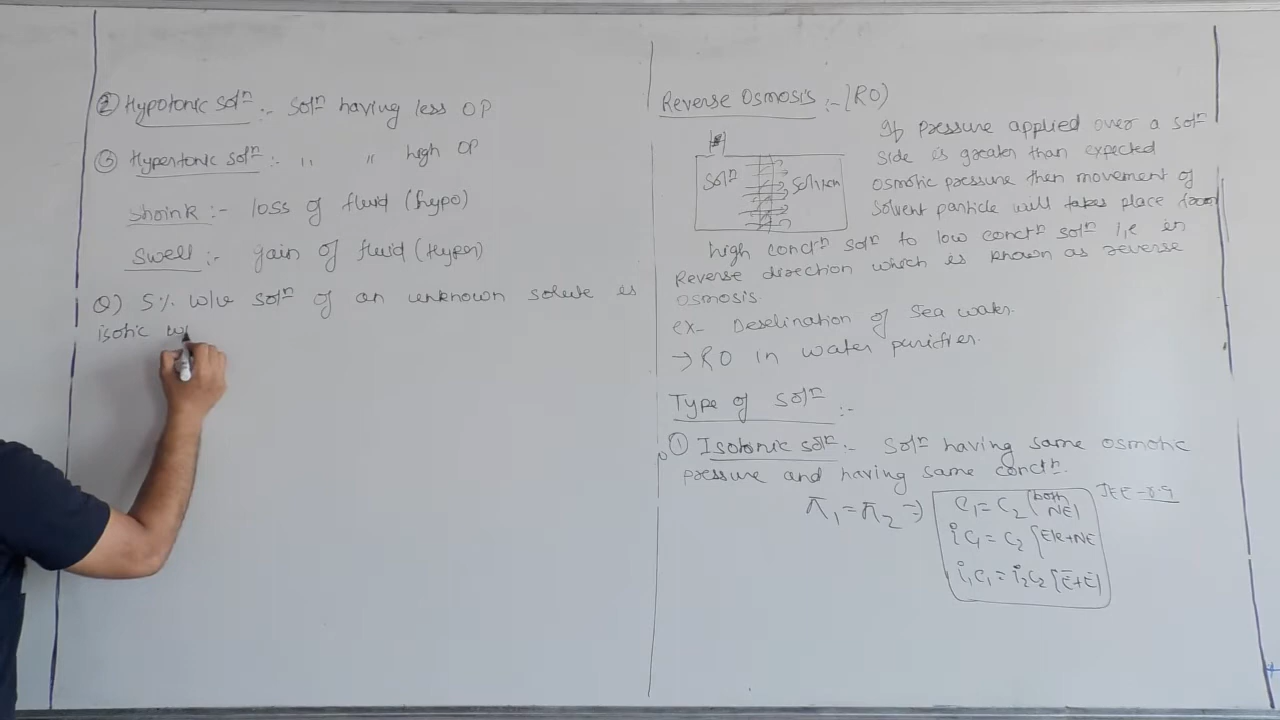 ② Hypotonic Solⁿ :- Solⁿ having less OP
③ Hypertonic Solⁿ :- ,, ,, high OP
Shrink :- loss of fluid (hypo)
Swell :- gain of fluid (Hyper)
Q) 5% w/v solⁿ of an unknown solute is
isotic w
Reverse Osmosis :- (RO)
If pressure applied over a solⁿ
side is greater than expected
osmotic pressure then movement of
solvent particle will takes place from
high concⁿ solⁿ to low concⁿ solⁿ i.e in
Reverse direction which is known as reverse
osmosis.
Solⁿ Solven
ex- Deselination of Sea water.
→ RO in water purifier.
Type of Solⁿ :-
① Isotonic solⁿ :- Solⁿ having same osmotic
pressure and having same concⁿ.
π₁ = π₂ ⇒ C₁ = C₂ (both NE) JEE
i C₁ = C₂ {El + NE
i₁C₁ = i₂C₂ {E + E}